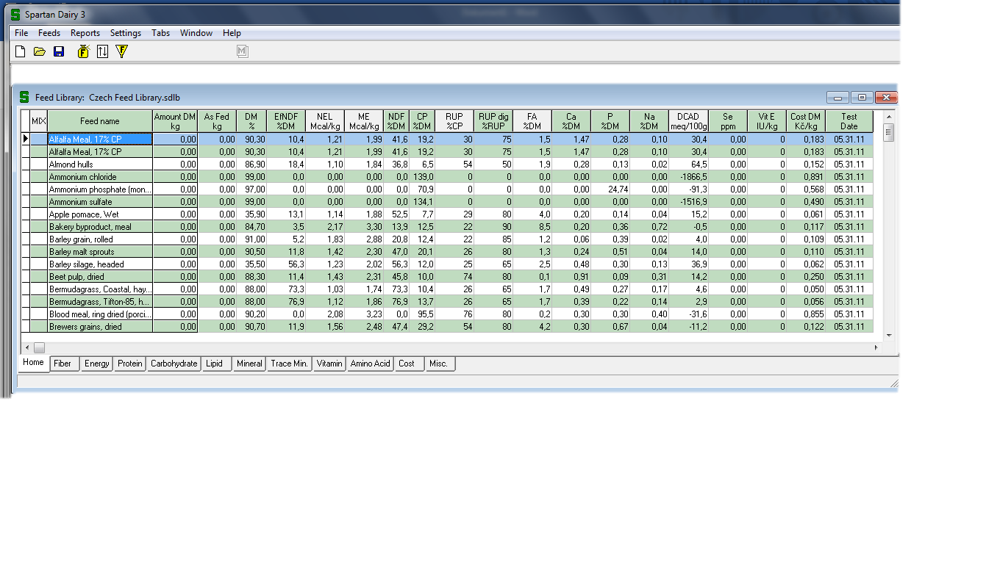 Spartan Dairy 3
File Feeds Reports Settings Tabs Window Help
F F M
Feed Library: Czech Feed Library.sdlb
MIX Feed name Amount DM kg As Fed kg DM % EfNDF %DM NEL Mcal/kg ME Mcal/kg NDF %DM CP %DM RUP %CP RUP dig %RUP FA %DM Ca %DM P %DM Na %DM DCAD meq/100g Se ppm Vit E IU/kg Cost DM Kč/kg Test Date
Alfalfa Meal, 17% CP 0,00 0,00 90,30 10,4 1,21 1,99 41,6 19,2 30 75 1,5 1,47 0,28 0,10 30,4 0,00 0 0,183 05.31.11
Alfalfa Meal, 17% CP 0,00 0,00 90,30 10,4 1,21 1,99 41,6 19,2 30 75 1,5 1,47 0,28 0,10 30,4 0,00 0 0,183 05.31.11
Almond hulls 0,00 0,00 86,90 18,4 1,10 1,84 36,8 6,5 54 50 1,9 0,28 0,13 0,02 64,5 0,00 0 0,152 05.31.11
Ammonium chloride 0,00 0,00 99,00 0,0 0,00 0,00 0,0 139,0 0 0 0,0 0,00 0,00 0,00 -1866,5 0,00 0 0,891 05.31.11
Ammonium phosphate (mon... 0,00 0,00 97,00 0,0 0,00 0,00 0,0 70,9 0 0 0,0 0,00 24,74 0,00 -91,3 0,00 0 0,568 05.31.11
Ammonium sulfate 0,00 0,00 99,00 0,0 0,00 0,00 0,0 134,1 0 0 0,0 0,00 0,00 0,00 -1516,9 0,00 0 0,490 05.31.11
Apple pomace, Wet 0,00 0,00 35,90 13,1 1,14 1,88 52,5 7,7 29 80 4,0 0,20 0,14 0,04 15,2 0,00 0 0,061 05.31.11
Bakery byproduct, meal 0,00 0,00 84,70 3,5 2,17 3,30 13,9 12,5 22 90 8,5 0,20 0,36 0,72 -0,5 0,00 0 0,117 05.31.11
Barley grain, rolled 0,00 0,00 91,00 5,2 1,83 2,88 20,8 12,4 22 85 1,2 0,06 0,39 0,02 4,0 0,00 0 0,109 05.31.11
Barley malt sprouts 0,00 0,00 90,50 11,8 1,42 2,30 47,0 20,1 26 80 1,3 0,24 0,51 0,04 14,0 0,00 0 0,110 05.31.11
Barley silage, headed 0,00 0,00 35,50 56,3 1,23 2,02 56,3 12,0 25 65 2,5 0,48 0,30 0,13 36,9 0,00 0 0,062 05.31.11
Beet pulp, dried 0,00 0,00 88,30 11,4 1,43 2,31 45,8 10,0 74 80 0,1 0,91 0,09 0,31 14,2 0,00 0 0,250 05.31.11
Bermudagrass, Coastal, hay... 0,00 0,00 88,00 73,3 1,03 1,74 73,3 10,4 26 65 1,7 0,49 0,27 0,17 4,6 0,00 0 0,050 05.31.11
Bermudagrass, Tifton-85, h... 0,00 0,00 88,00 76,9 1,12 1,86 76,9 13,7 26 65 1,7 0,39 0,22 0,14 2,9 0,00 0 0,056 05.31.11
Blood meal, ring dried (porci... 0,00 0,00 90,20 0,0 2,08 3,23 0,0 95,5 76 80 0,2 0,30 0,30 0,40 -31,6 0,00 0 0,855 05.31.11
Brewers grains, dried 0,00 0,00 90,70 11,9 1,56 2,48 47,4 29,2 54 80 4,2 0,30 0,67 0,04 -11,2 0,00 0 0,122 05.31.11
Home Fiber Energy Protein Carbohydrate Lipid Mineral Trace Min. Vitamin Amino Acid Cost Misc.